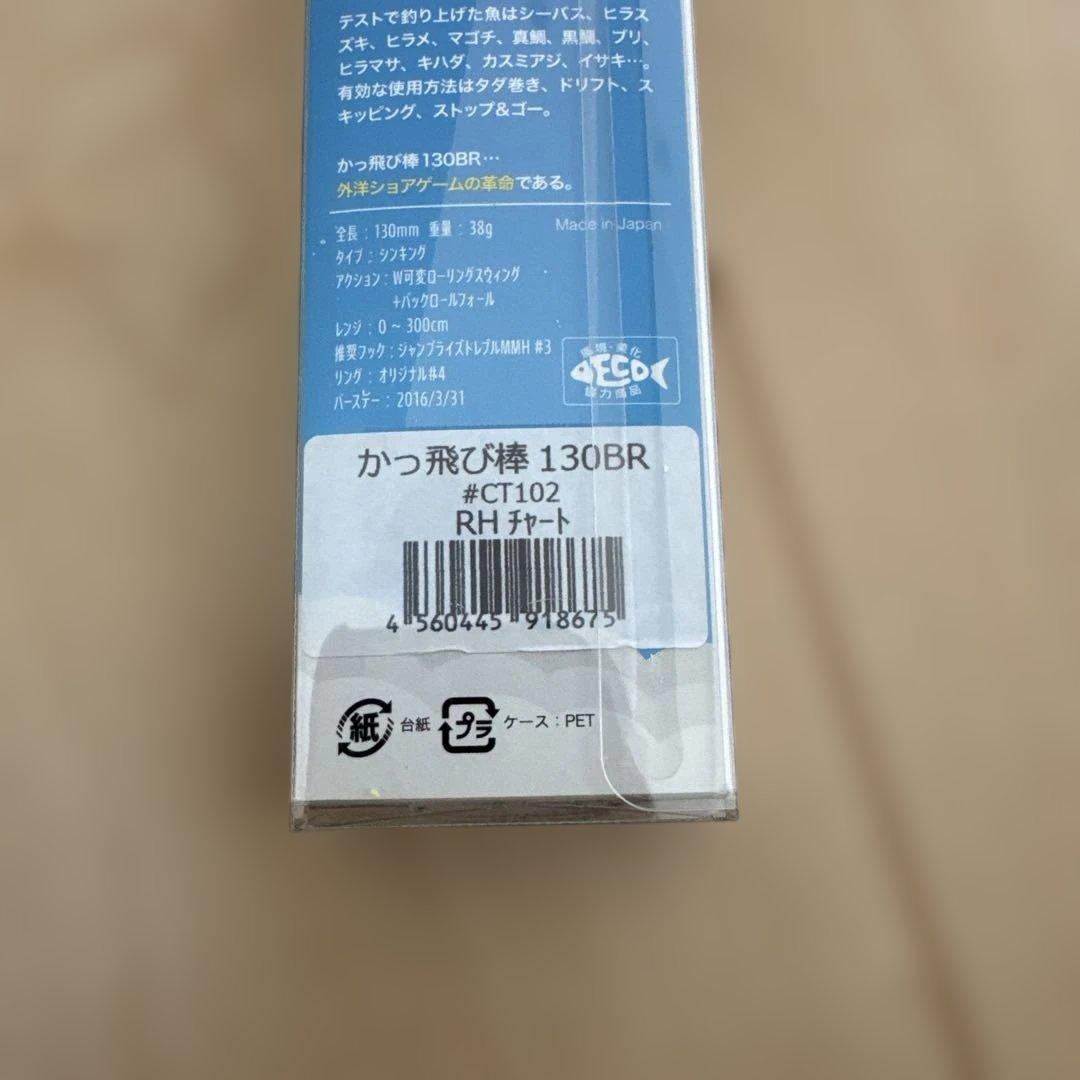 テストで釣り上げた魚はシーバス、ヒラス
ズキ、ヒラメ、マゴチ、真鯛、黒鯛、ブリ、
ヒラマサ、キハダ、カスミアジ、イサキ…。
有効な使用方法はタダ巻き、ドリフト、ス
キッピング、ストップ&ゴー。
かっ飛び棒130BR…
外洋ショアゲームの革命である。
全長：130mm 重量：38g
Made in Japan
タイプ：シンキング
アクション：W可変ローリングスウィング
+バックロールフォール
レンジ：0 ~ 300cm
推奨フック：ジャンプライズトレブルMMH #3
リング：オリジナル#4
バースデー：2016/3/31
環境・美化
ECO
協力商品
かっ飛び棒 130BR
#CT102
RH ﾁｬｰﾄ
4 560445 918675
紙 台紙 プラ ケース：PET